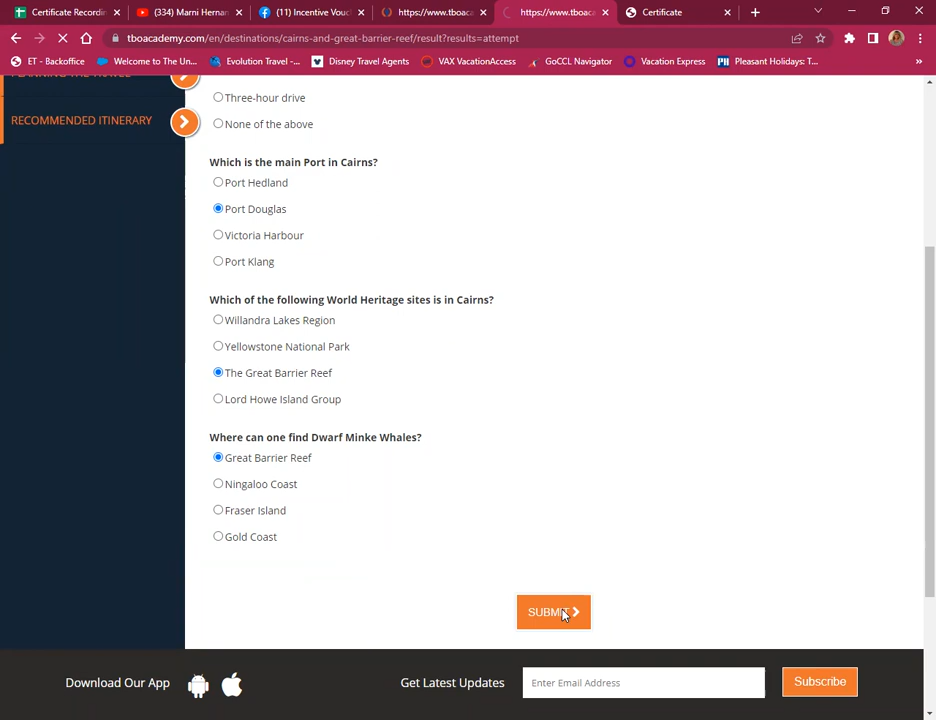 Certificate Recordin
(334) Marni Hernan
(11) Incentive Vouc
https://www.tboaca
https://www.tboaca
Certificate
tboacademy.com/en/destinations/cairns-and-great-barrier-reef/result?results=attempt
ET - Backoffice
Welcome to The Un...
Evolution Travel -...
Disney Travel Agents
VAX VacationAccess
GoCCL Navigator
Vacation Express
Pleasant Holidays: T...
»
RECOMMENDED ITINERARY
Three-hour drive
None of the above
Which is the main Port in Cairns?
Port Hedland
Port Douglas
Victoria Harbour
Port Klang
Which of the following World Heritage sites is in Cairns?
Willandra Lakes Region
Yellowstone National Park
The Great Barrier Reef
Lord Howe Island Group
Where can one find Dwarf Minke Whales?
Great Barrier Reef
Ningaloo Coast
Fraser Island
Gold Coast
SUBMIT
Download Our App
Get Latest Updates
Enter Email Address
Subscribe